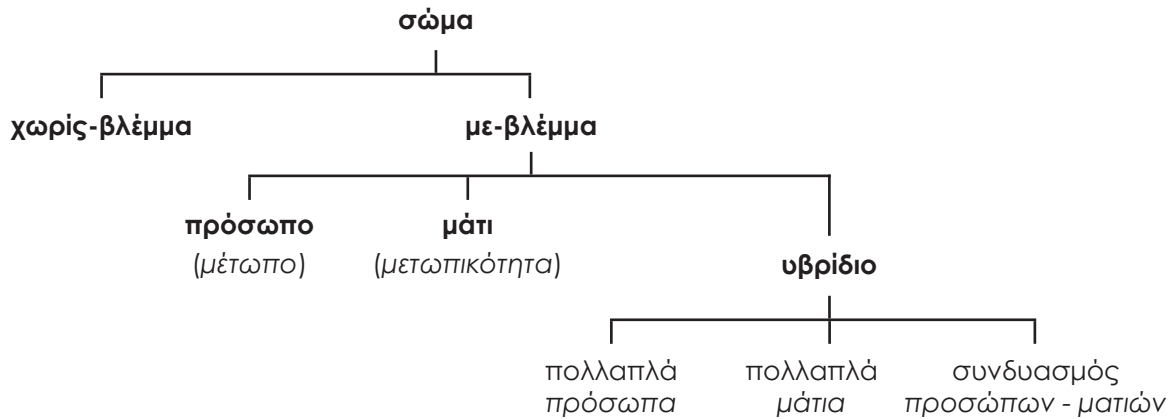 σώμα
χωρίς-βλέμμα με-βλέμμα
πρόσωπο μάτι
(μέτωπο) (μετωπικότητα)
υβρίδιο
πολλαπλά πολλαπλά συνδυασμός
πρόσωπα μάτια προσώπων - ματιών